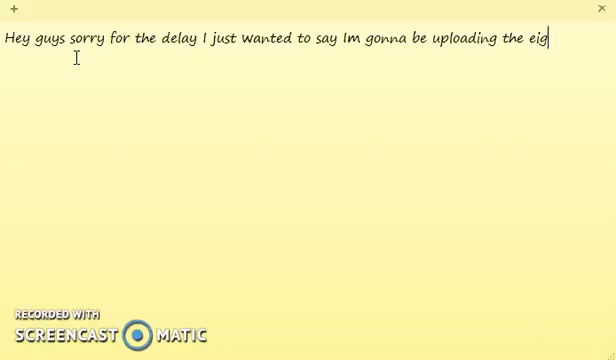 Hey guys sorry for the delay I just wanted to say Im gonna be uploading the eig
RECORDED WITH
SCREENCAST MATIC